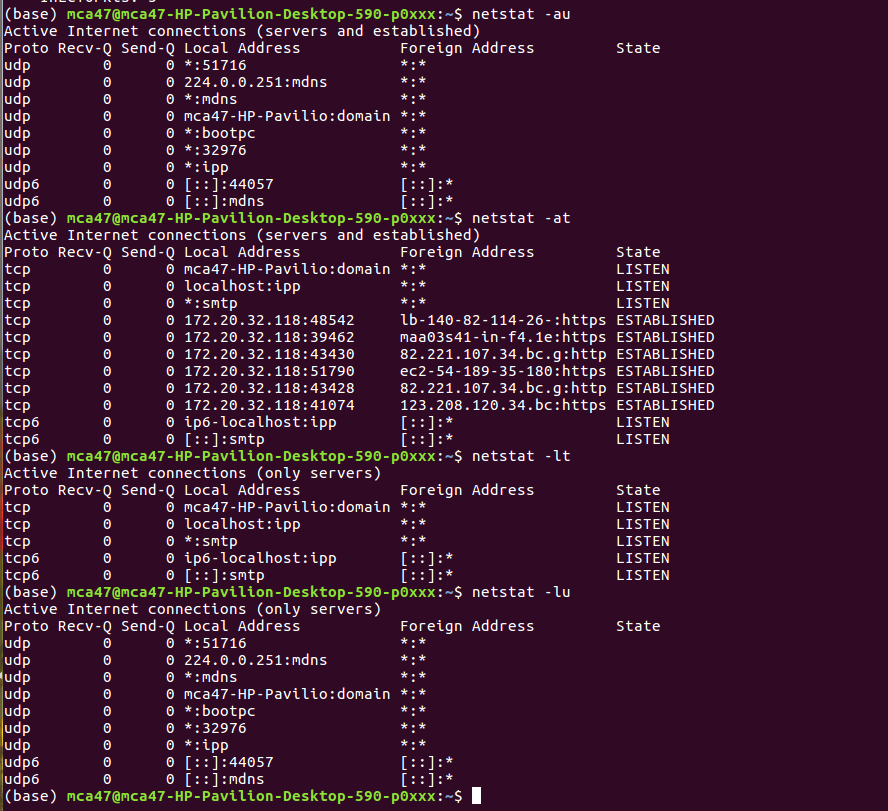 (base) mca47@mca47-HP-Pavilion-Desktop-590-p0xxx:~$ netstat -au
Active Internet connections (servers and established)
Proto Recv-Q Send-Q Local Address           Foreign Address         State
udp        0      0 *:51716                 *:*
udp        0      0 224.0.0.251:mdns        *:*
udp        0      0 *:mdns                  *:*
udp        0      0 mca47-HP-Pavilio:domain *:*
udp        0      0 *:bootpc                *:*
udp        0      0 *:32976                 *:*
udp        0      0 *:ipp                   *:*
udp6       0      0 [::]:44057              [::]:*
udp6       0      0 [::]:mdns               [::]:*
(base) mca47@mca47-HP-Pavilion-Desktop-590-p0xxx:~$ netstat -at
Active Internet connections (servers and established)
Proto Recv-Q Send-Q Local Address           Foreign Address         State
tcp        0      0 mca47-HP-Pavilio:domain *:*                     LISTEN
tcp        0      0 localhost:ipp           *:*                     LISTEN
tcp        0      0 *:smtp                  *:*                     LISTEN
tcp        0      0 172.20.32.118:48542     lb-140-82-114-26-:https ESTABLISHED
tcp        0      0 172.20.32.118:39462     maa03s41-in-f4.1e:https ESTABLISHED
tcp        0      0 172.20.32.118:43430     82.221.107.34.bc.g:http ESTABLISHED
tcp        0      0 172.20.32.118:51790     ec2-54-189-35-180:https ESTABLISHED
tcp        0      0 172.20.32.118:43428     82.221.107.34.bc.g:http ESTABLISHED
tcp        0      0 172.20.32.118:41074     123.208.120.34.bc:https ESTABLISHED
tcp6       0      0 ip6-localhost:ipp       [::]:*                  LISTEN
tcp6       0      0 [::]:smtp               [::]:*                  LISTEN
(base) mca47@mca47-HP-Pavilion-Desktop-590-p0xxx:~$ netstat -lt
Active Internet connections (only servers)
Proto Recv-Q Send-Q Local Address           Foreign Address         State
tcp        0      0 mca47-HP-Pavilio:domain *:*                     LISTEN
tcp        0      0 localhost:ipp           *:*                     LISTEN
tcp        0      0 *:smtp                  *:*                     LISTEN
tcp6       0      0 ip6-localhost:ipp       [::]:*                  LISTEN
tcp6       0      0 [::]:smtp               [::]:*                  LISTEN
(base) mca47@mca47-HP-Pavilion-Desktop-590-p0xxx:~$ netstat -lu
Active Internet connections (only servers)
Proto Recv-Q Send-Q Local Address           Foreign Address         State
udp        0      0 *:51716                 *:*
udp        0      0 224.0.0.251:mdns        *:*
udp        0      0 *:mdns                  *:*
udp        0      0 mca47-HP-Pavilio:domain *:*
udp        0      0 *:bootpc                *:*
udp        0      0 *:32976                 *:*
udp        0      0 *:ipp                   *:*
udp6       0      0 [::]:44057              [::]:*
udp6       0      0 [::]:mdns               [::]:*
(base) mca47@mca47-HP-Pavilion-Desktop-590-p0xxx:~$